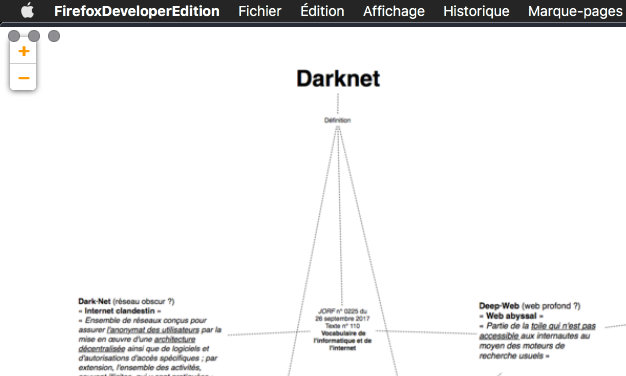 FirefoxDeveloperEdition Fichier Édition Affichage Historique Marque-pages
+
−
Darknet
Définition
Dark-Net (réseau obscur ?)
« Internet clandestin »
« Ensemble de réseaux conçus pour
assurer l'anonymat des utilisateurs par la
mise en œuvre d'une architecture
décentralisée ainsi que de logiciels et
d'autorisations d'accès spécifiques ; par
extension, l'ensemble des activités,
JORF n° 0225 du
26 septembre 2017
Texte n° 110
Vocabulaire de
l'informatique et de
l'internet
Deep-Web (web profond ?)
« Web abyssal »
« Partie de la toile qui n'est pas
accessible aux internautes au
moyen des moteurs de
recherche usuels »